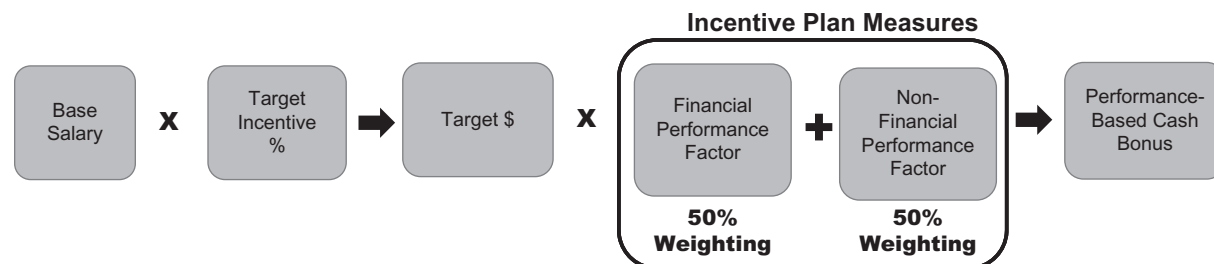 Incentive Plan Measures
Base
Salary
x
Target
Incentive
%
Target $
x
Financial
Performance
Factor
+
Non-
Financial
Performance
Factor
Performance-
Based Cash
Bonus
50%
Weighting
50%
Weighting